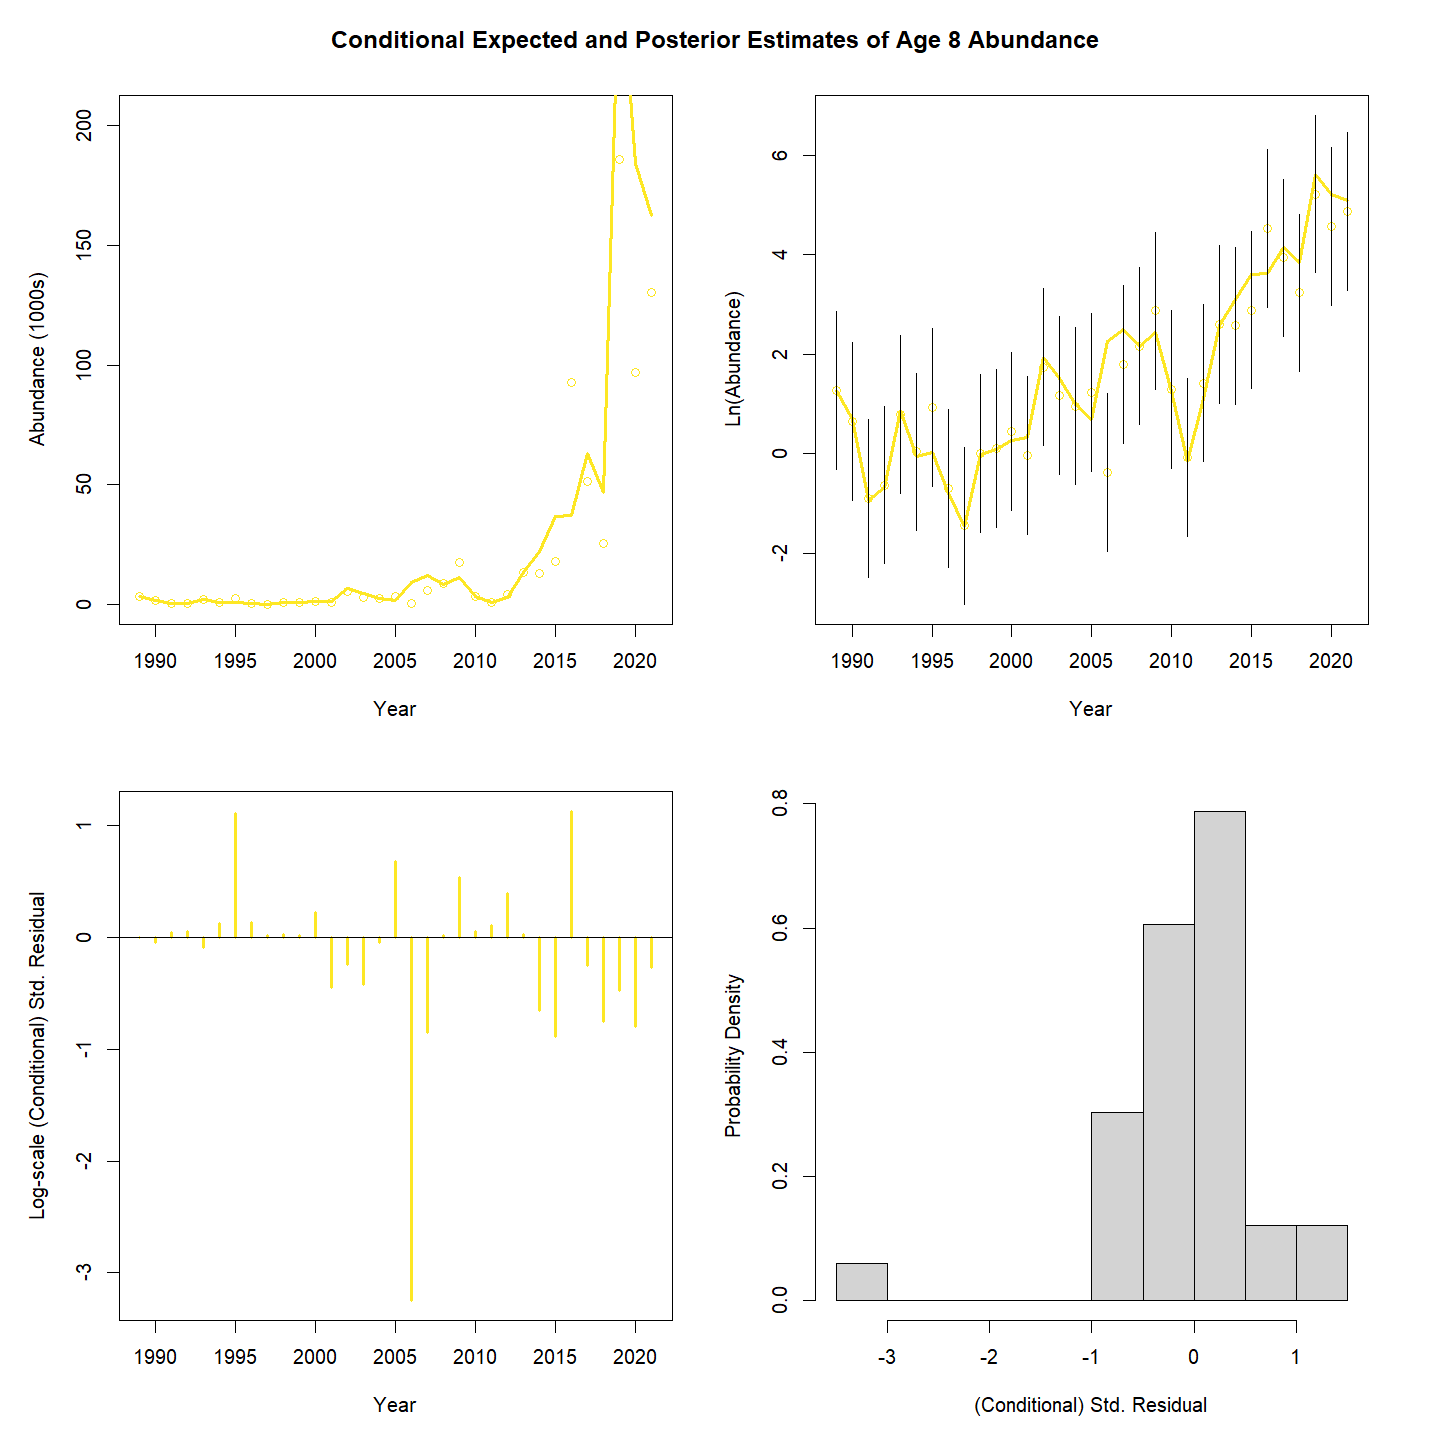 Conditional Expected and Posterior Estimates of Age 8 Abundance
Abundance (1000s)
200
150
100
50
0
1990 1995 2000 2005 2010 2015 2020
Year
Ln(Abundance)
6
4
2
0
-2
1990 1995 2000 2005 2010 2015 2020
Year
Log-scale (Conditional) Std. Residual
1
0
-1
-2
-3
1990 1995 2000 2005 2010 2015 2020
Year
Probability Density
0.8
0.6
0.4
0.2
0.0
-3 -2 -1 0 1
(Conditional) Std. Residual